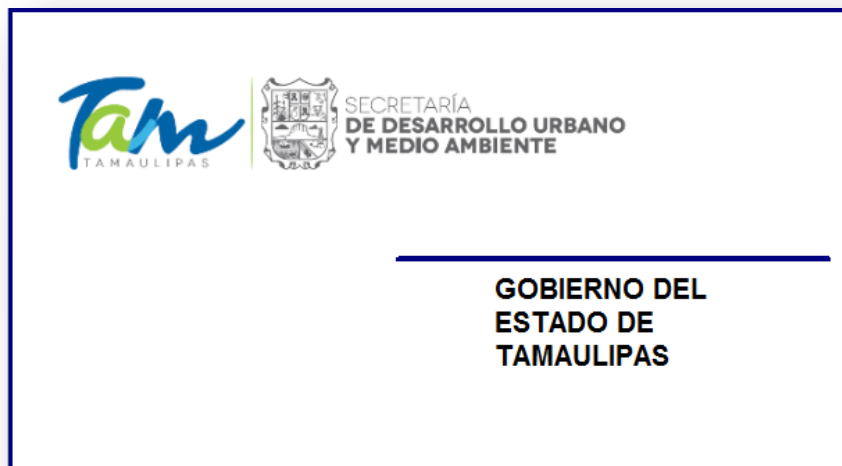 Tam
TAMAULIPAS
SECRETARÍA
DE DESARROLLO URBANO
Y MEDIO AMBIENTE
GOBIERNO DEL
ESTADO DE
TAMAULIPAS